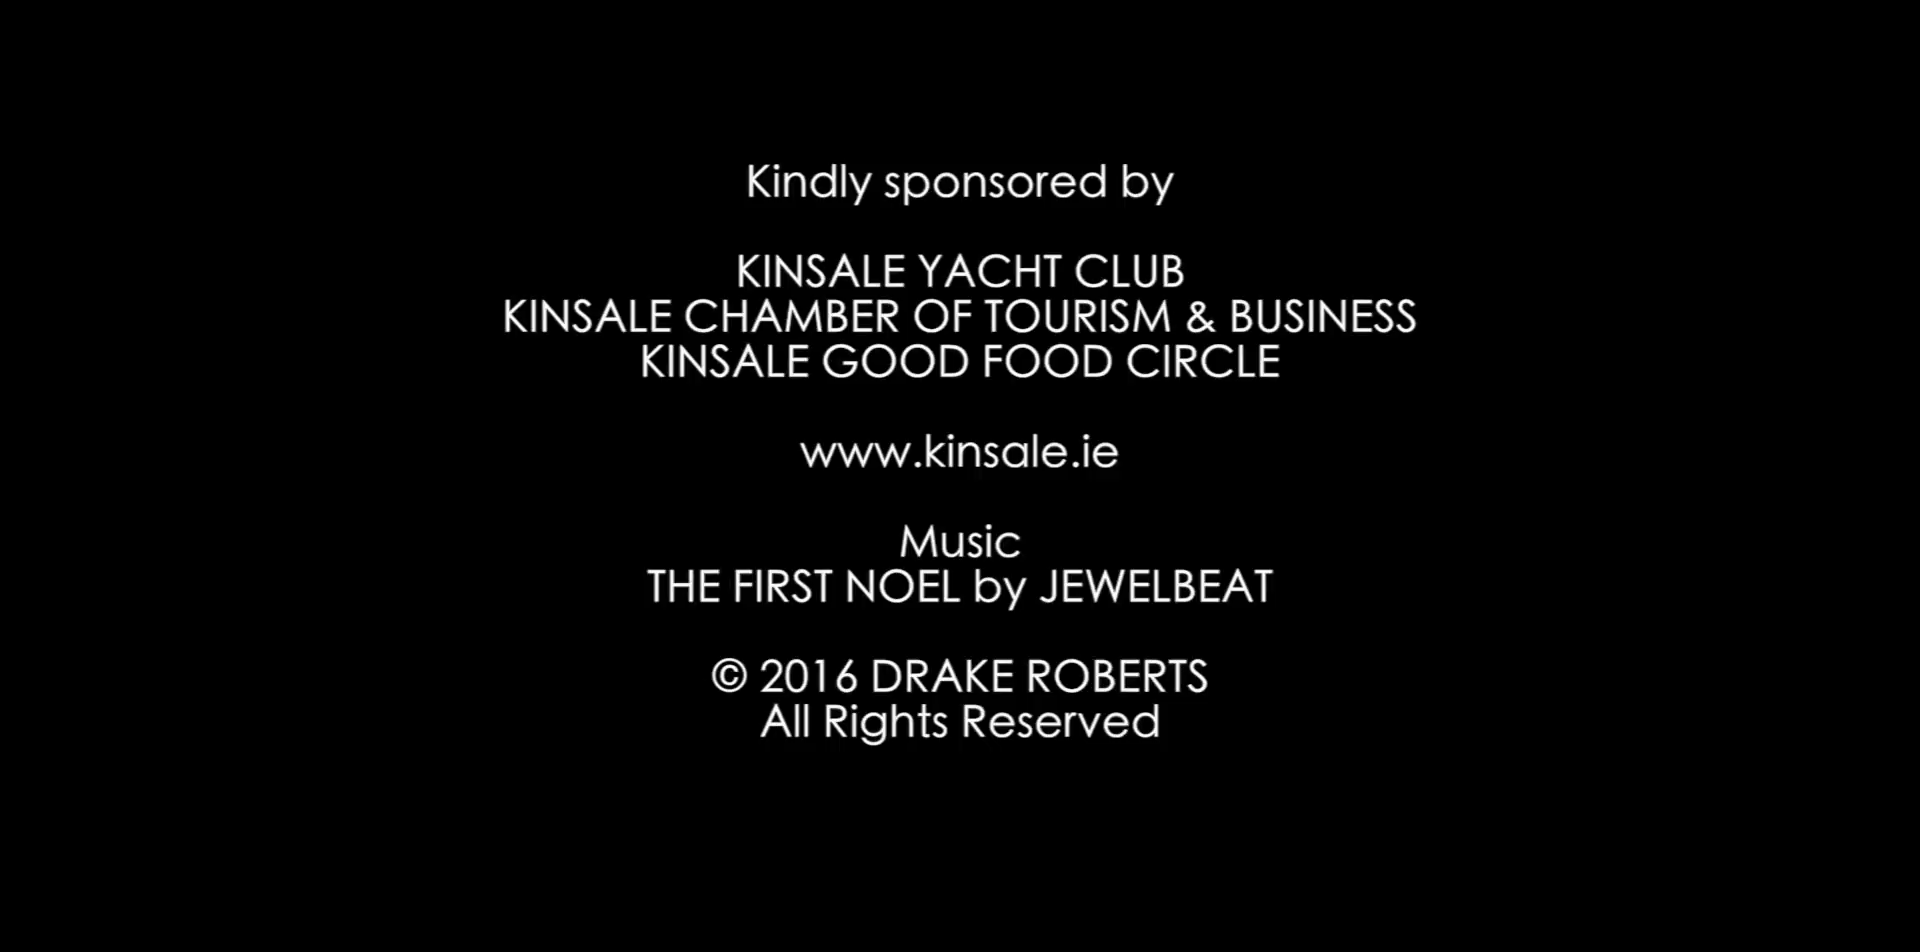 Kindly sponsored by
KINSALE YACHT CLUB
KINSALE CHAMBER OF TOURISM & BUSINESS
KINSALE GOOD FOOD CIRCLE
www.kinsale.ie
Music
THE FIRST NOEL by JEWELBEAT
© 2016 DRAKE ROBERTS
All Rights Reserved